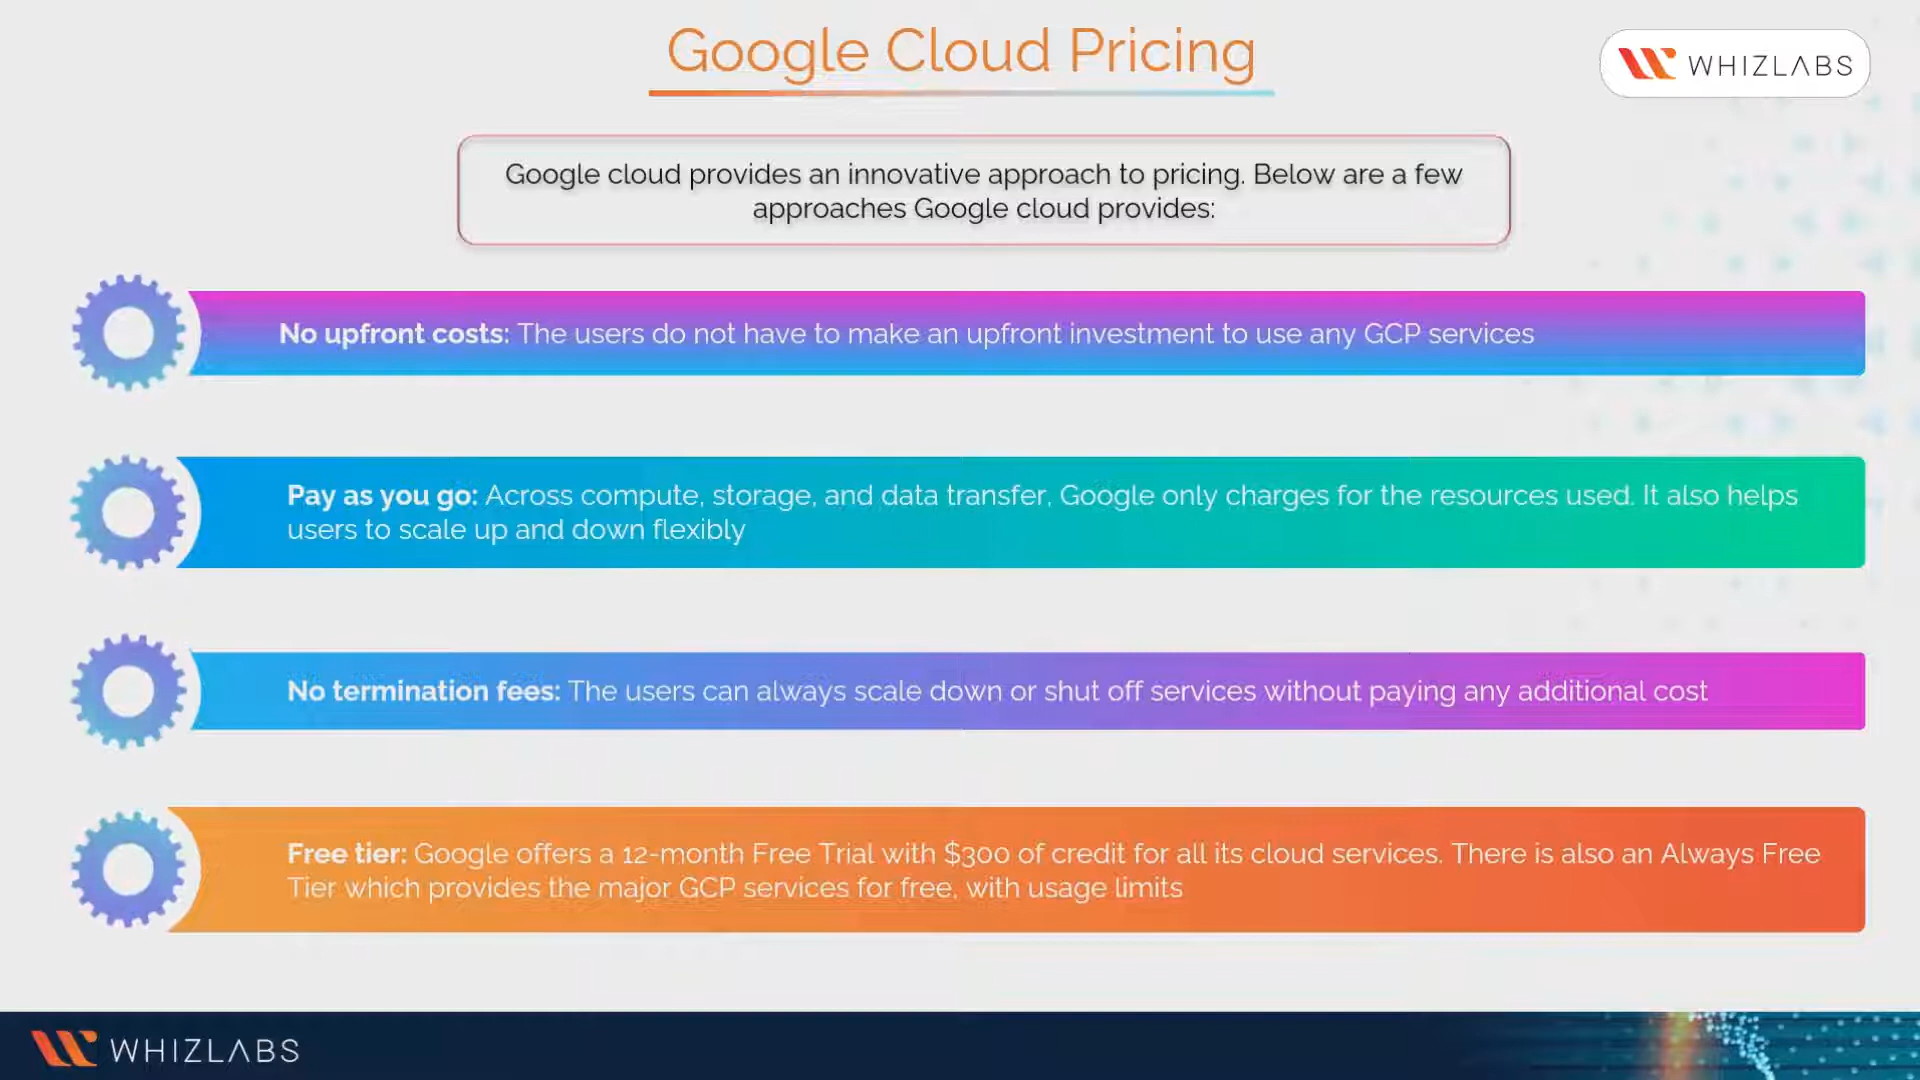 Google Cloud Pricing
WHIZLABS
Google cloud provides an innovative approach to pricing. Below are a few
approaches Google cloud provides:
No upfront costs: The users do not have to make an upfront investment to use any GCP services
Pay as you go: Across compute, storage, and data transfer, Google only charges for the resources used. It also helps
users to scale up and down flexibly
No termination fees: The users can always scale down or shut off services without paying any additional cost
Free tier: Google offers a 12-month Free Trial with $300 of credit for all its cloud services. There is also an Always Free
Tier which provides the major GCP services for free, with usage limits
WHIZLABS